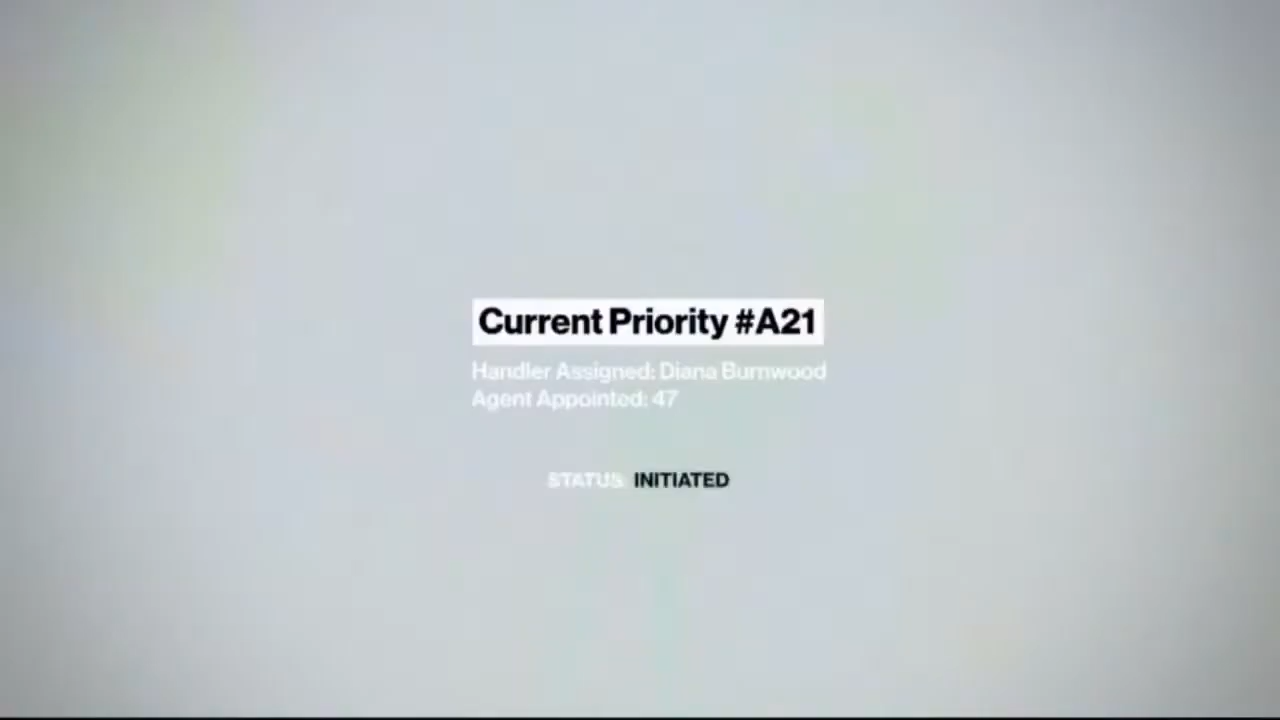 Current Priority #A21
Handler Assigned: Diana Burnwood
Agent Appointed: 47
STATUS: INITIATED